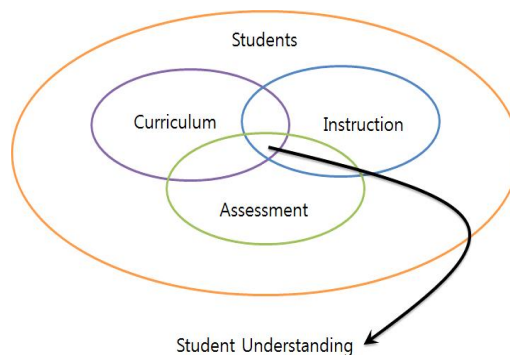 Students
Curriculum
Instruction
Assessment
Student Understanding